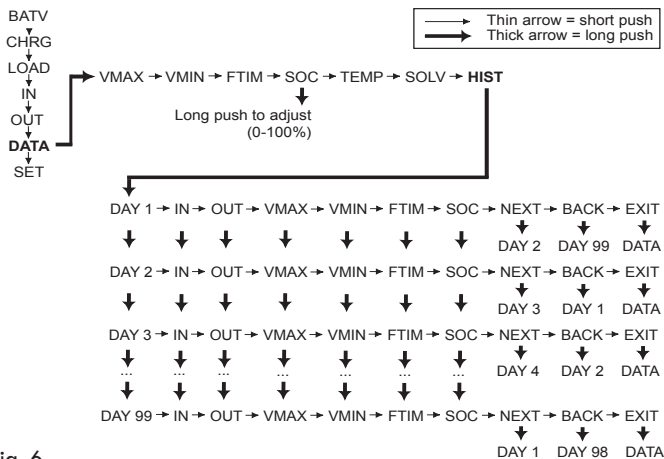 BATV
CHRG
LOAD
IN
OUT
DATA
SET
Thin arrow = short push
Thick arrow = long push
VMAX VMIN FTIM SOC TEMP SOLV HIST
Long push to adjust
(0-100%)
DAY 1 IN OUT VMAX VMIN FTIM SOC NEXT BACK EXIT
DAY 2 DAY 99 DATA
DAY 2 IN OUT VMAX VMIN FTIM SOC NEXT BACK EXIT
DAY 3 DAY 1 DATA
DAY 3 IN OUT VMAX VMIN FTIM SOC NEXT BACK EXIT
DAY 4 DAY 2 DATA
... ... ... ... ... ... ...
DAY 99 IN OUT VMAX VMIN FTIM SOC NEXT BACK EXIT
DAY 1 DAY 98 DATA